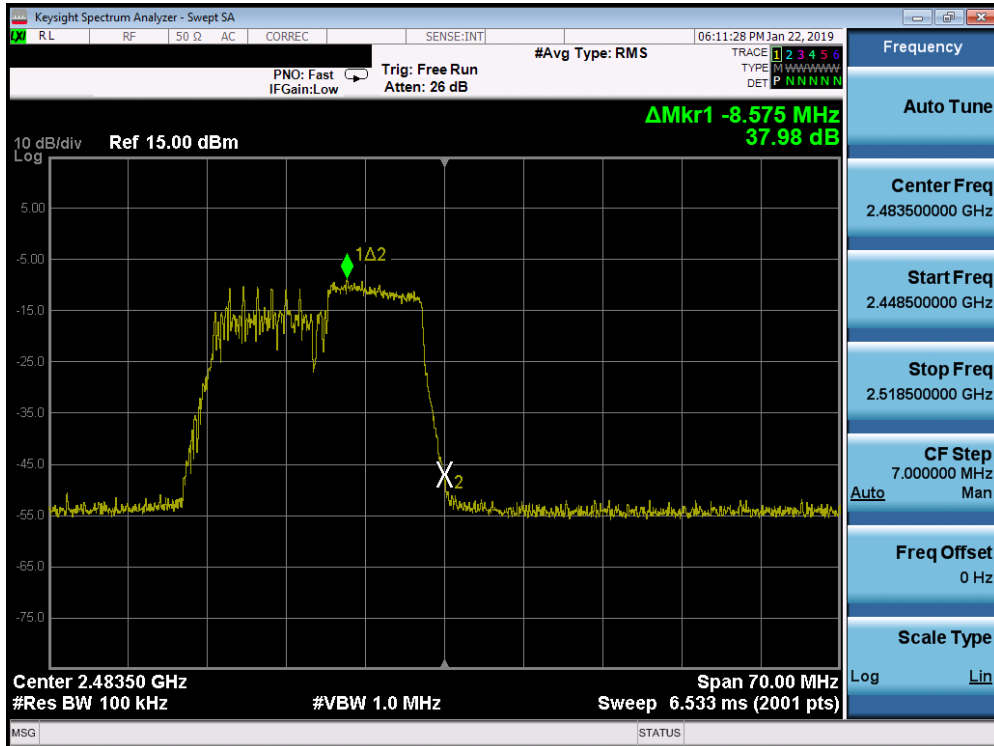 Keysight Spectrum Analyzer - Swept SA
LXI RL RF 50 Ω AC CORREC SENSE:INT 06:11:28 PM Jan 22, 2019
#Avg Type: RMS
TRACE 1 2 3 4 5 6
PNO: Fast Trig: Free Run
TYPE M WWWWW
IFGain:Low Atten: 26 dB
DET P N N N N N
ΔMkr1 -8.575 MHz
37.98 dB
10 dB/div Ref 15.00 dBm
Log
5.00
-5.00
1Δ2
-15.0
-25.0
-35.0
-45.0
2
-55.0
-65.0
-75.0
Center 2.48350 GHz Span 70.00 MHz
#Res BW 100 kHz #VBW 1.0 MHz Sweep 6.533 ms (2001 pts)
MSG STATUS
Frequency
Auto Tune
Center Freq
2.483500000 GHz
Start Freq
2.448500000 GHz
Stop Freq
2.518500000 GHz
CF Step
7.000000 MHz
Auto Man
Freq Offset
0 Hz
Scale Type
Log Lin